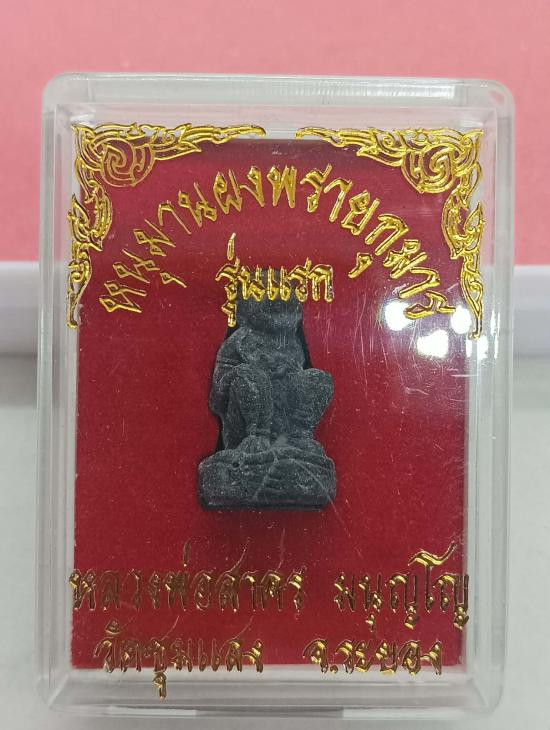 หนุมานผงพรายกุมาร
รุ่นแรก
หลวงพ่อสาคร มนุญฺโญ
วัดชุมแสง จ.ระยอง